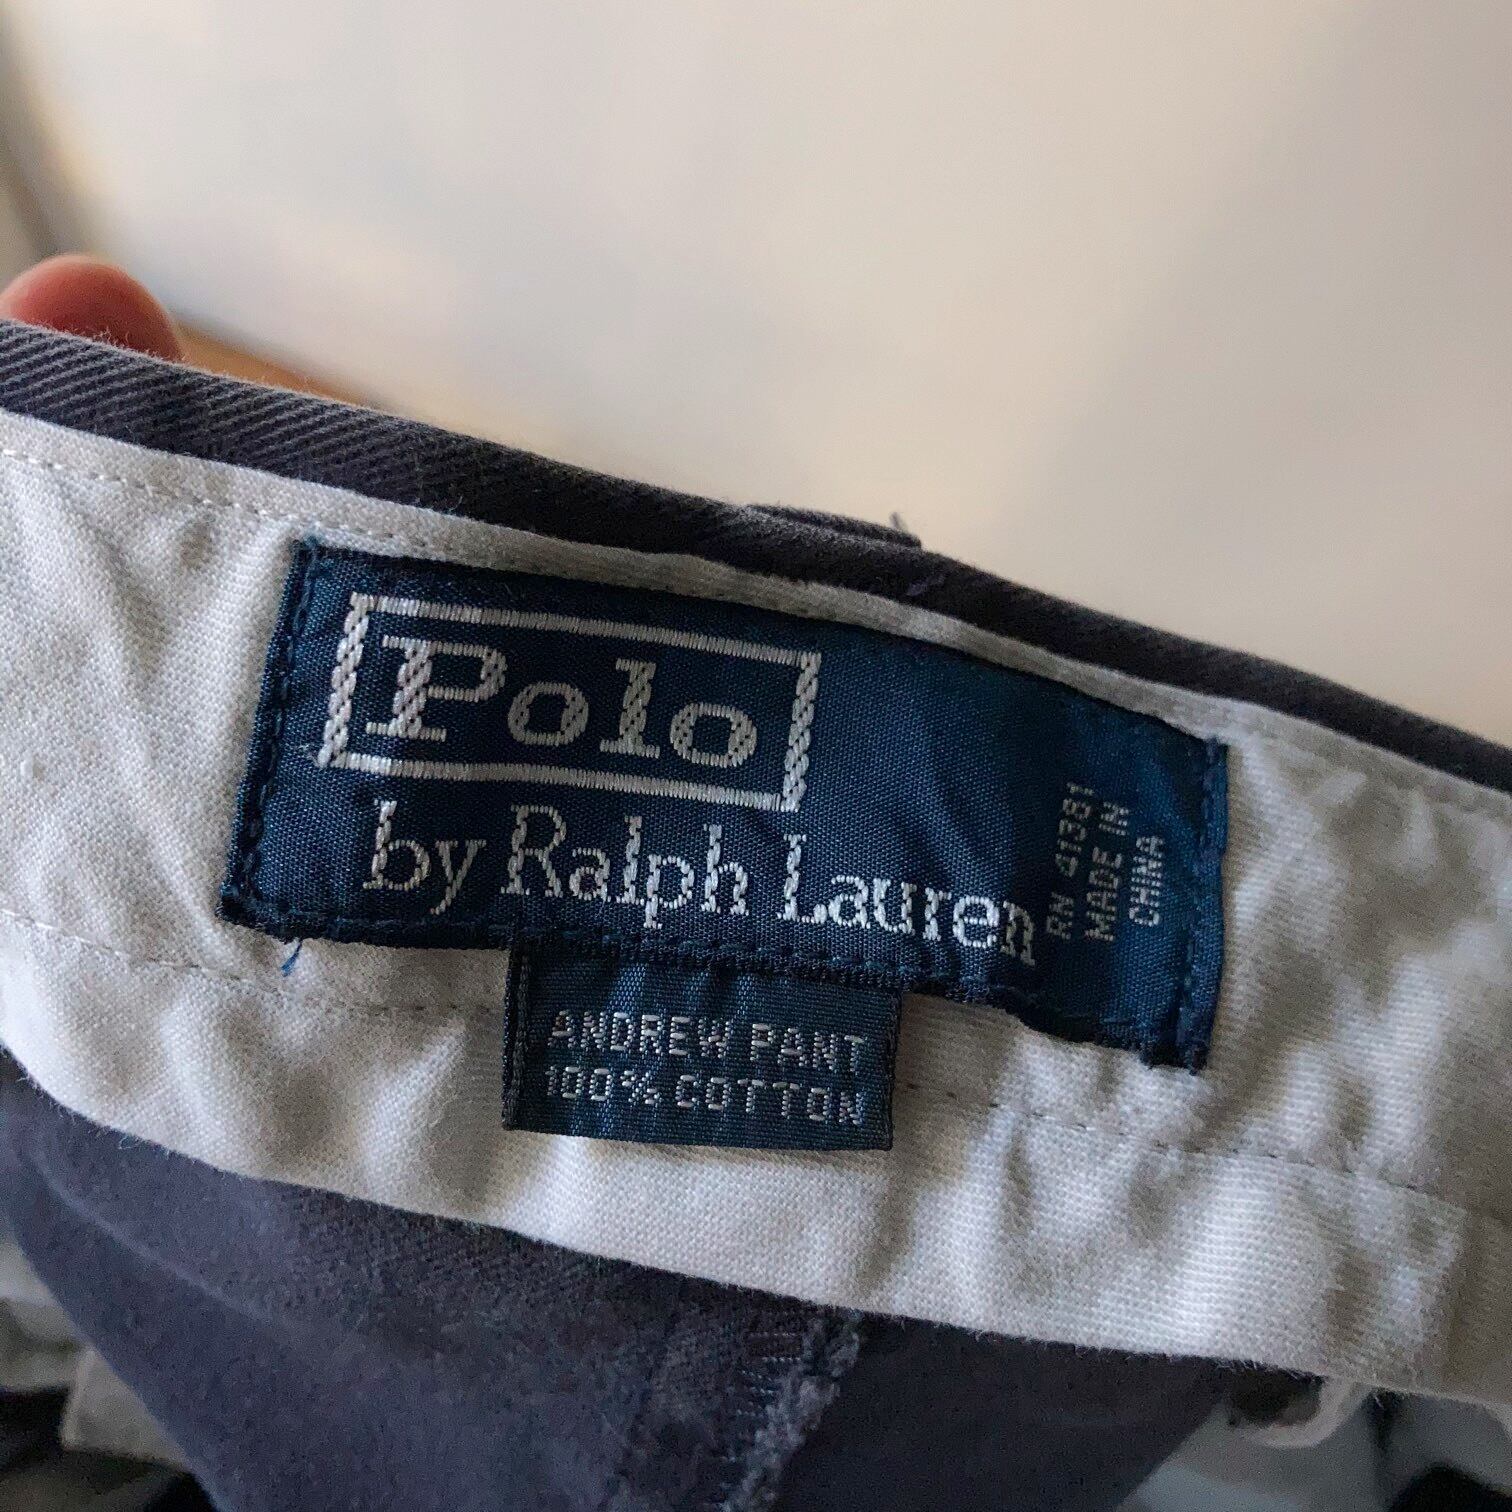 Polo
by Ralph Lauren
RN 41381
MADE IN
CHINA
ANDREW PANT
100% COTTON